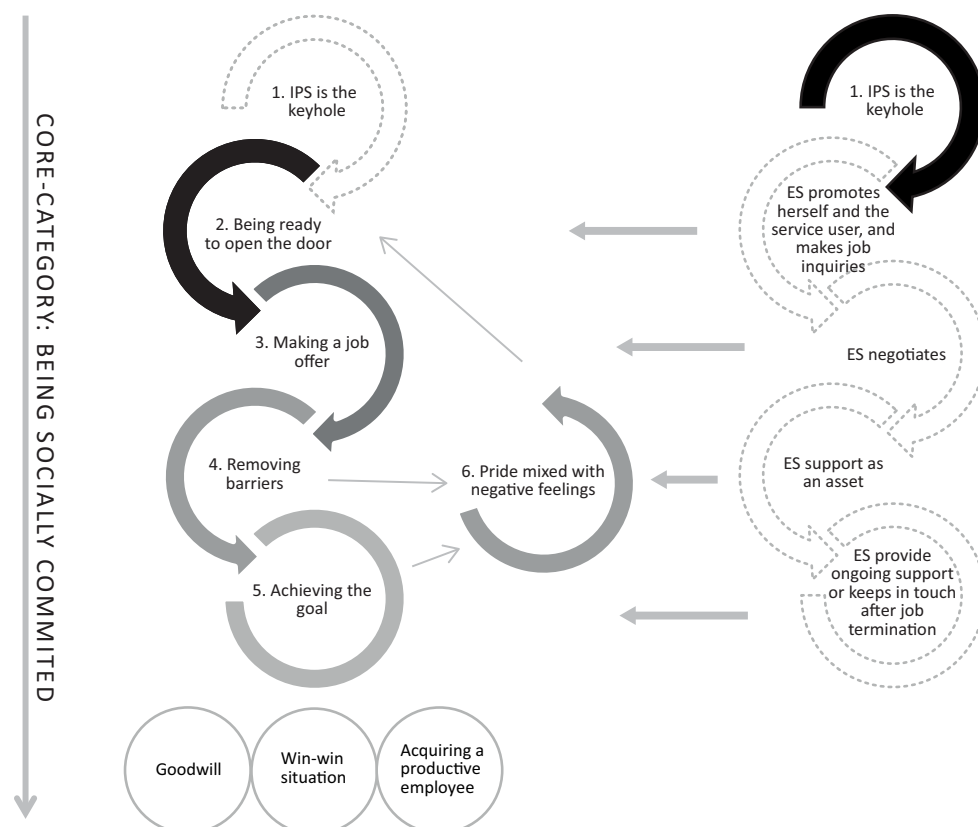 CORE-CATEGORY: BEING SOCIALLY COMMITED
1. IPS is the
keyhole
2. Being ready
to open the door
3. Making a job
offer
4. Removing
barriers
5. Achieving the
goal
6. Pride mixed with
negative feelings
1. IPS is the
keyhole
ES promotes
herself and the
service user, and
makes job
inquiries
ES negotiates
ES support as
an asset
ES provide
ongoing support
or keeps in touch
after job
termination
Goodwill
Win-win
situation
Acquiring a
productive
employee